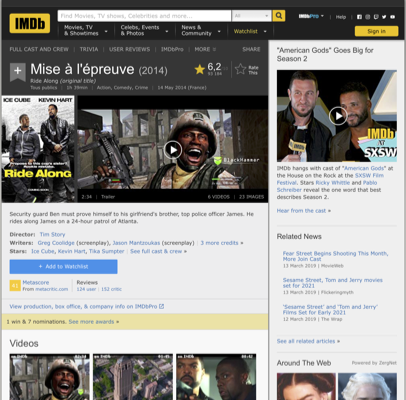 IMDb
Find Movies, TV shows, Celebrities and more...
All
IMDbPro
Help
Movies, TV & Showtimes
Celebs, Events & Photos
News & Community
Watchlist
Sign in
FULL CAST AND CREW | TRIVIA | USER REVIEWS | IMDbPro | MORE
SHARE
Mise à l'épreuve (2014)
Ride Along (original title)
Tous publics | 1h 39min | Action, Comedy, Crime | 14 May 2014 (France)
6,2
Rate This
ICE CUBE KEVIN HART
Ride Along
BlackHammer
2:34 | Trailer
6 VIDEOS | 23 IMAGES
Security guard Ben must prove himself to his girlfriend's brother, top police officer James. He
rides along James on a 24-hour patrol of Atlanta.
Director: Tim Story
Writers: Greg Coolidge (screenplay), Jason Mantzoukas (screenplay) | 3 more credits »
Stars: Ice Cube, Kevin Hart, Tika Sumpter | See full cast & crew »
+ Add to Watchlist
41
Metascore
From metacritic.com
Reviews
124 user | 152 critic
View production, box office, & company info on IMDbPro
1 win & 7 nominations. See more awards »
Videos
"American Gods" Goes Big for
Season 2
IMDb
at
SXSW
IMDb hangs with cast of "American Gods" at
the House on the Rock at the SXSW Film
Festival. Stars Ricky Whittle and Pablo
Schreiber reveal the one word that best
describes Season 2.
Hear from the cast »
Related News
Fear Street Begins Shooting This Month,
More Join Cast
13 March 2019 | MovieWeb
Sesame Street, Tom and Jerry movies
set for 2021
13 March 2019 | Flickeringmyth
'Sesame Street' and 'Tom and Jerry'
Films Set for Early 2021
12 March 2019 | The Wrap
See all related articles »
Around The Web
Powered by ZergNet